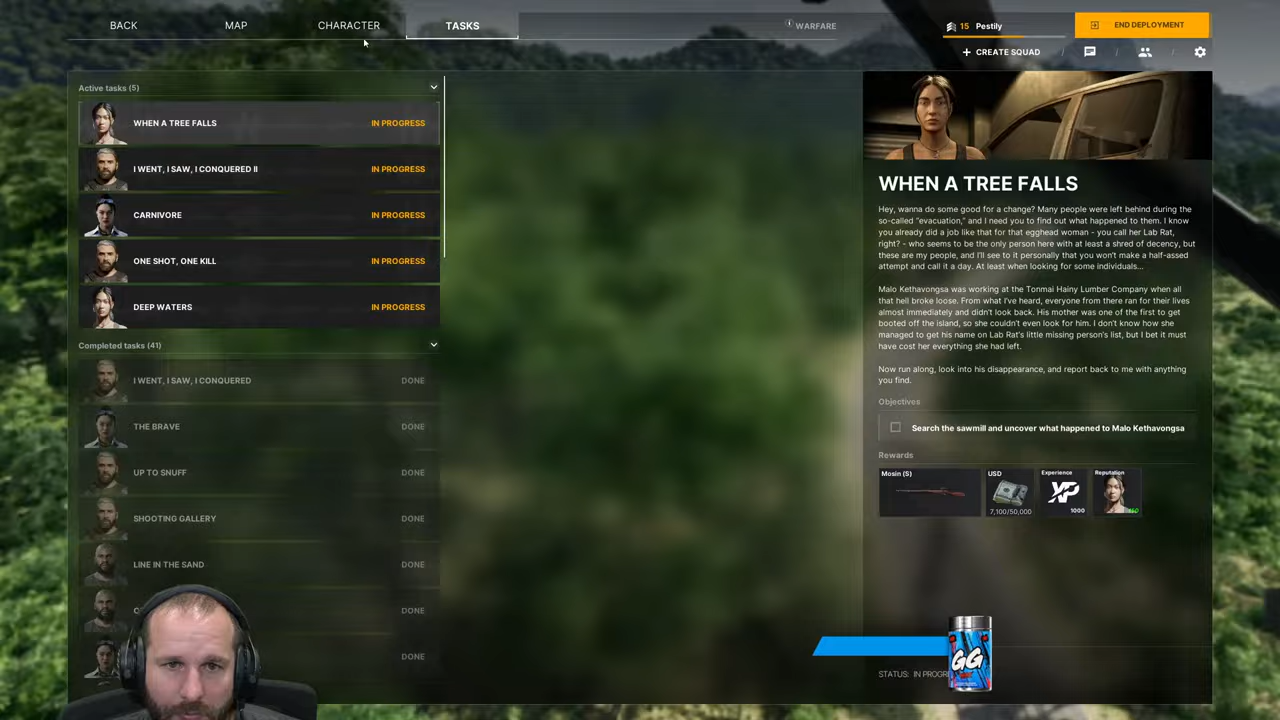 BACK
MAP
CHARACTER
TASKS
WARFARE
15 Pestily
END DEPLOYMENT
+ CREATE SQUAD
Active tasks (5)
WHEN A TREE FALLS IN PROGRESS
I WENT, I SAW, I CONQUERED II IN PROGRESS
CARNIVORE IN PROGRESS
ONE SHOT, ONE KILL IN PROGRESS
DEEP WATERS IN PROGRESS
Completed tasks (41)
I WENT, I SAW, I CONQUERED DONE
THE BRAVE DONE
UP TO SNUFF DONE
SHOOTING GALLERY DONE
LINE IN THE SAND DONE
DONE
DONE
WHEN A TREE FALLS
Hey, wanna do some good for a change? Many people were left behind during the
so-called "evacuation," and I need you to find out what happened to them. I know
you already did a job like that for that egghead woman - you call her Lab Rat,
right? - who seems to be the only person here with at least a shred of decency, but
these are my people, and I'll see to it personally that you won't make a half-assed
attempt and call it a day. At least when looking for some individuals...
Malo Kethavongsa was working at the Tonmai Hainy Lumber Company when all
that hell broke loose. From what I've heard, everyone from there ran for their lives
almost immediately and didn't look back. His mother was one of the first to get
booted off the island, so she couldn't even look for him. I don't know how she
managed to get his name on Lab Rat's little missing person's list, but I bet it must
have cost her everything she had left.
Now run along, look into his disappearance, and report back to me with anything
you find.
Objectives
Search the sawmill and uncover what happened to Malo Kethavongsa
Rewards
Mosin (S)
USD
7,100/50,000
Experience
XP
1000
Reputation
GG
STATUS: IN PROGR